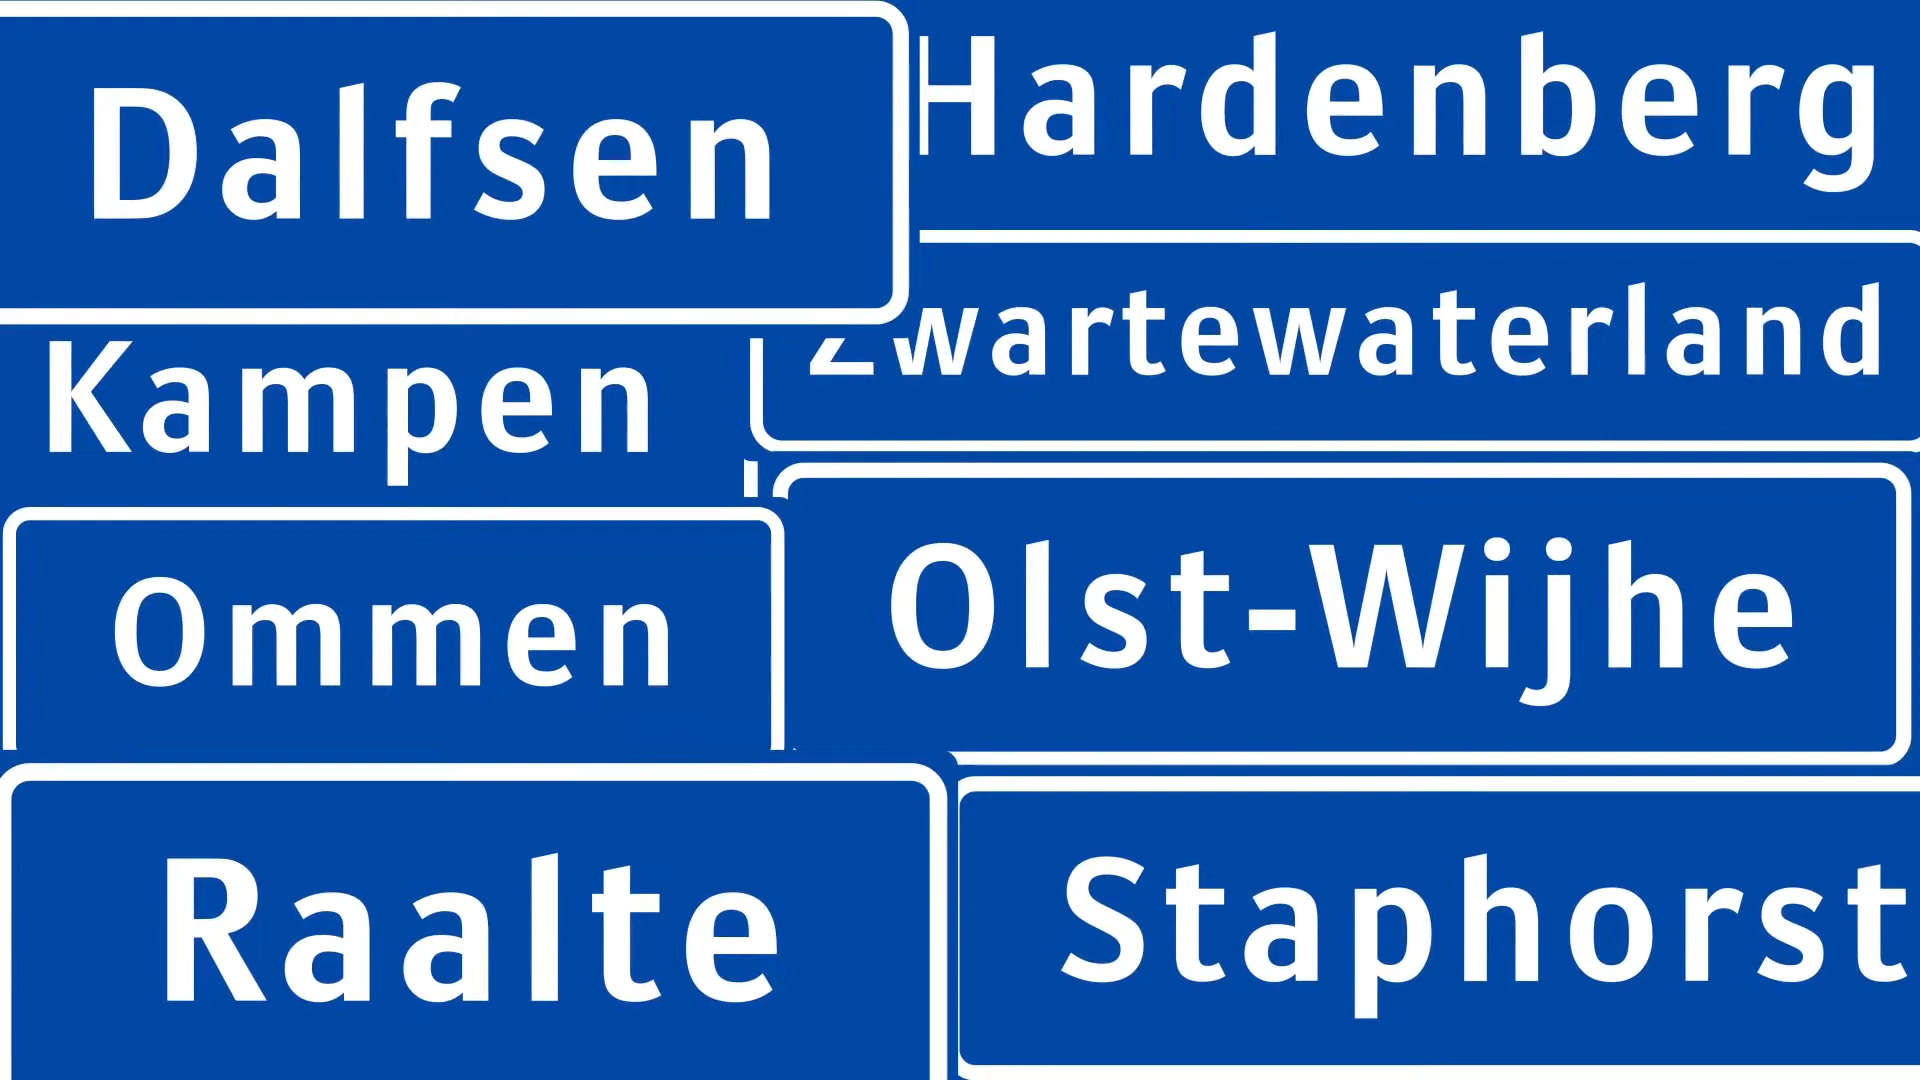 Dalfsen
Hardenberg
Zwartewaterland
Kampen
Olst-Wijhe
Ommen
Raalte
Staphorst